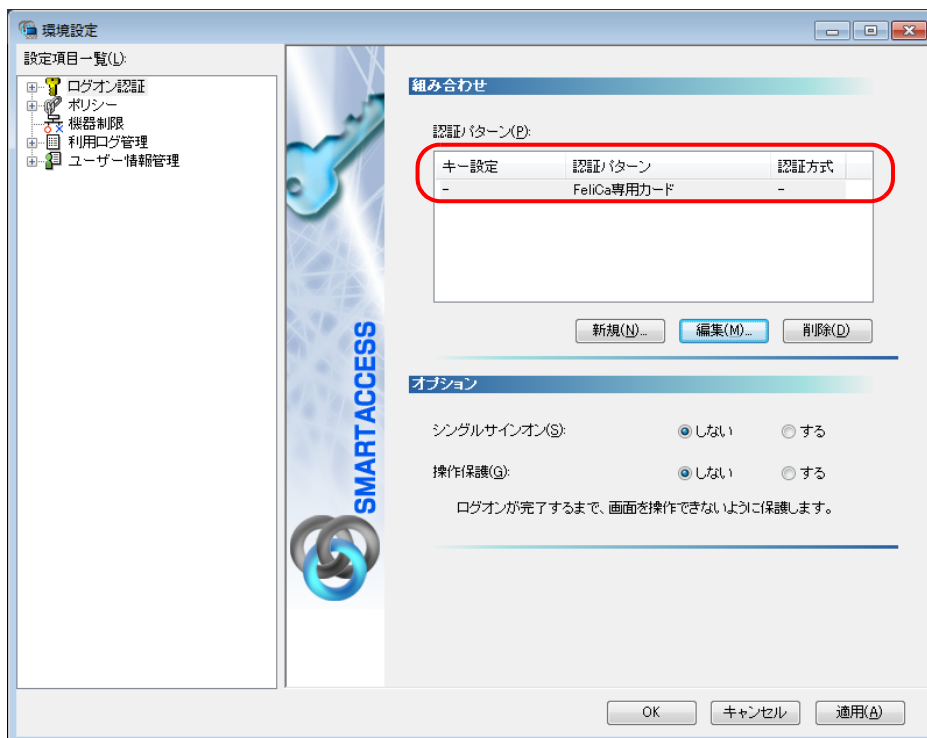 環境設定
設定項目一覧(L):
ログオン認証
ポリシー
機器制限
利用ログ管理
ユーザー情報管理
SMARTACCESS
組み合わせ
認証パターン(P):
キー設定 認証パターン 認証方式
- FeliCa専用カード -
新規(N)... 編集(M)... 削除(D)
オプション
シングルサインオン(S): しない する
操作保護(G): しない する
ログオンが完了するまで、画面を操作できないように保護します。
OK キャンセル 適用(A)